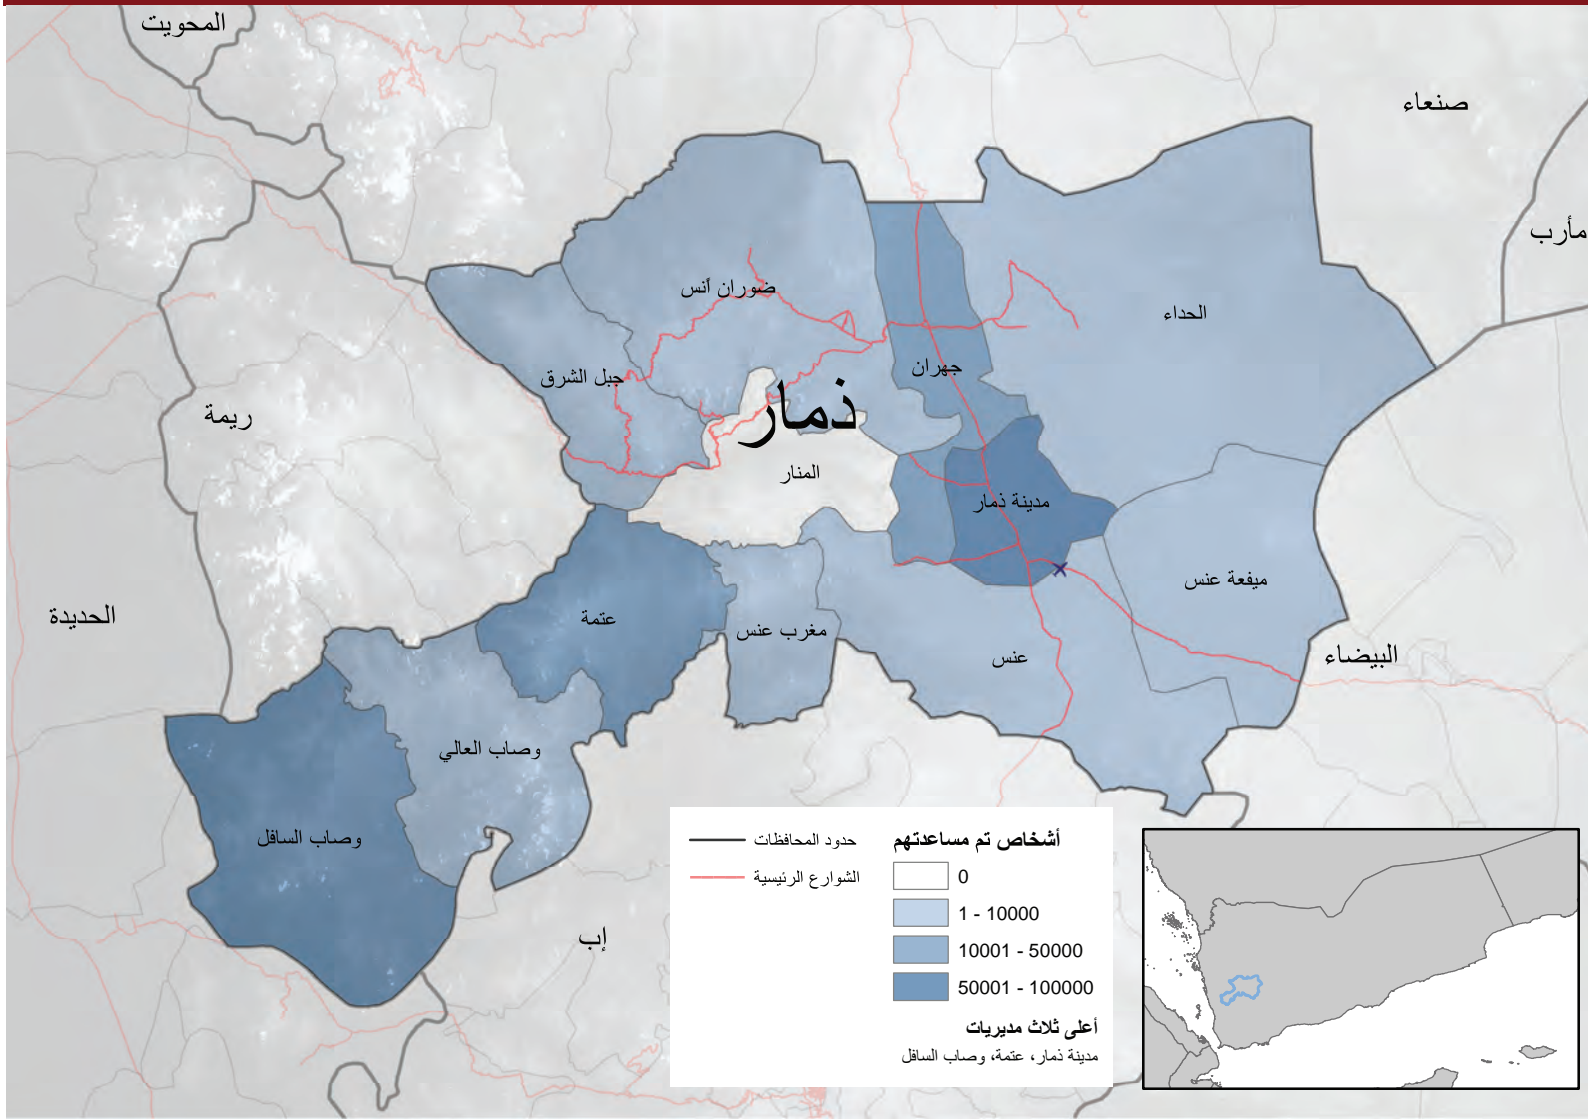 المحويت
صنعاء
مأرب
ضوران أنس
الحداء
جبل الشرق
جهران
ذمار
ريمة
المنار
مدينة ذمار
ميفعة عنس
الحديدة
عتمة
مغرب عنس
عنس
البيضاء
وصاب العالي
وصاب السافل
إب
أشخاص تم مساعدتهم
0
1 - 10000
10001 - 50000
50001 - 100000
حدود المحافظات
الشوارع الرئيسية
أعلى ثلاث مديريات
مدينة ذمار، عتمة، وصاب السافل